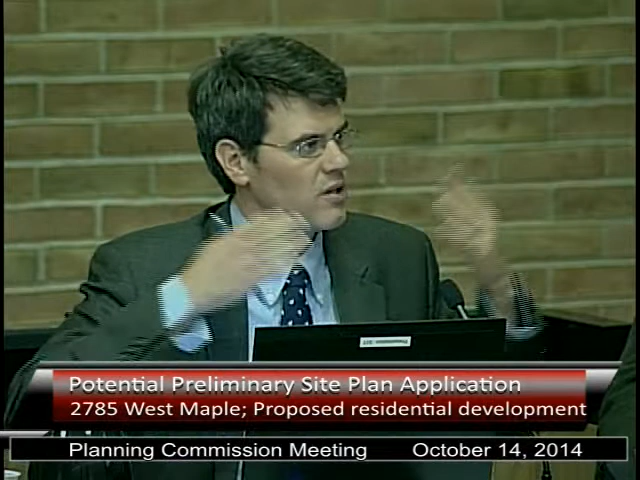 Potential Preliminary Site Plan Application
2785 West Maple; Proposed residential development
Planning Commission Meeting October 14, 2014